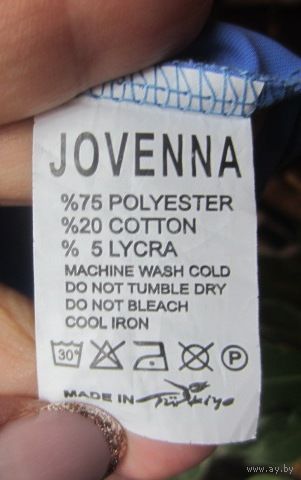 JOVENNA
%75 POLYESTER
%20 COTTON
% 5 LYCRA
MACHINE WASH COLD
DO NOT TUMBLE DRY
DO NOT BLEACH
COOL IRON
30° P
MADE IN Türkiye
www.ay.by